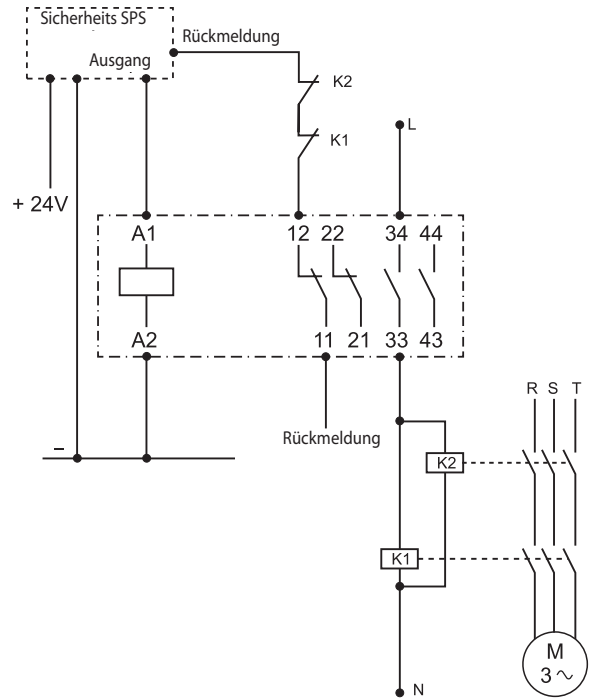 Sicherheits SPS
Rückmeldung
Ausgang
K2
K1
L
+ 24V
A1 12 22 34 44
A2 11 21 33 43
Rückmeldung
–
R S T
K2
K1
M
3 ~
N